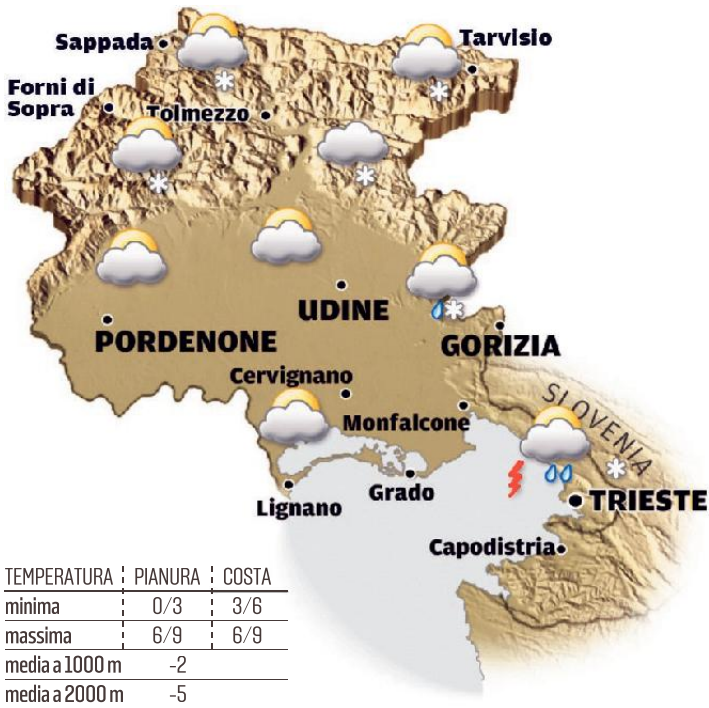 Sappada
Tarvisio
Forni di
Sopra
Tolmezzo
UDINE
PORDENONE
GORIZIA
Cervignano
SLOVENIA
Monfalcone
Grado
TRIESTE
Lignano
Capodistria
TEMPERATURA PIANURA COSTA
minima 0/3 3/6
massima 6/9 6/9
media a 1000 m -2
media a 2000 m -5